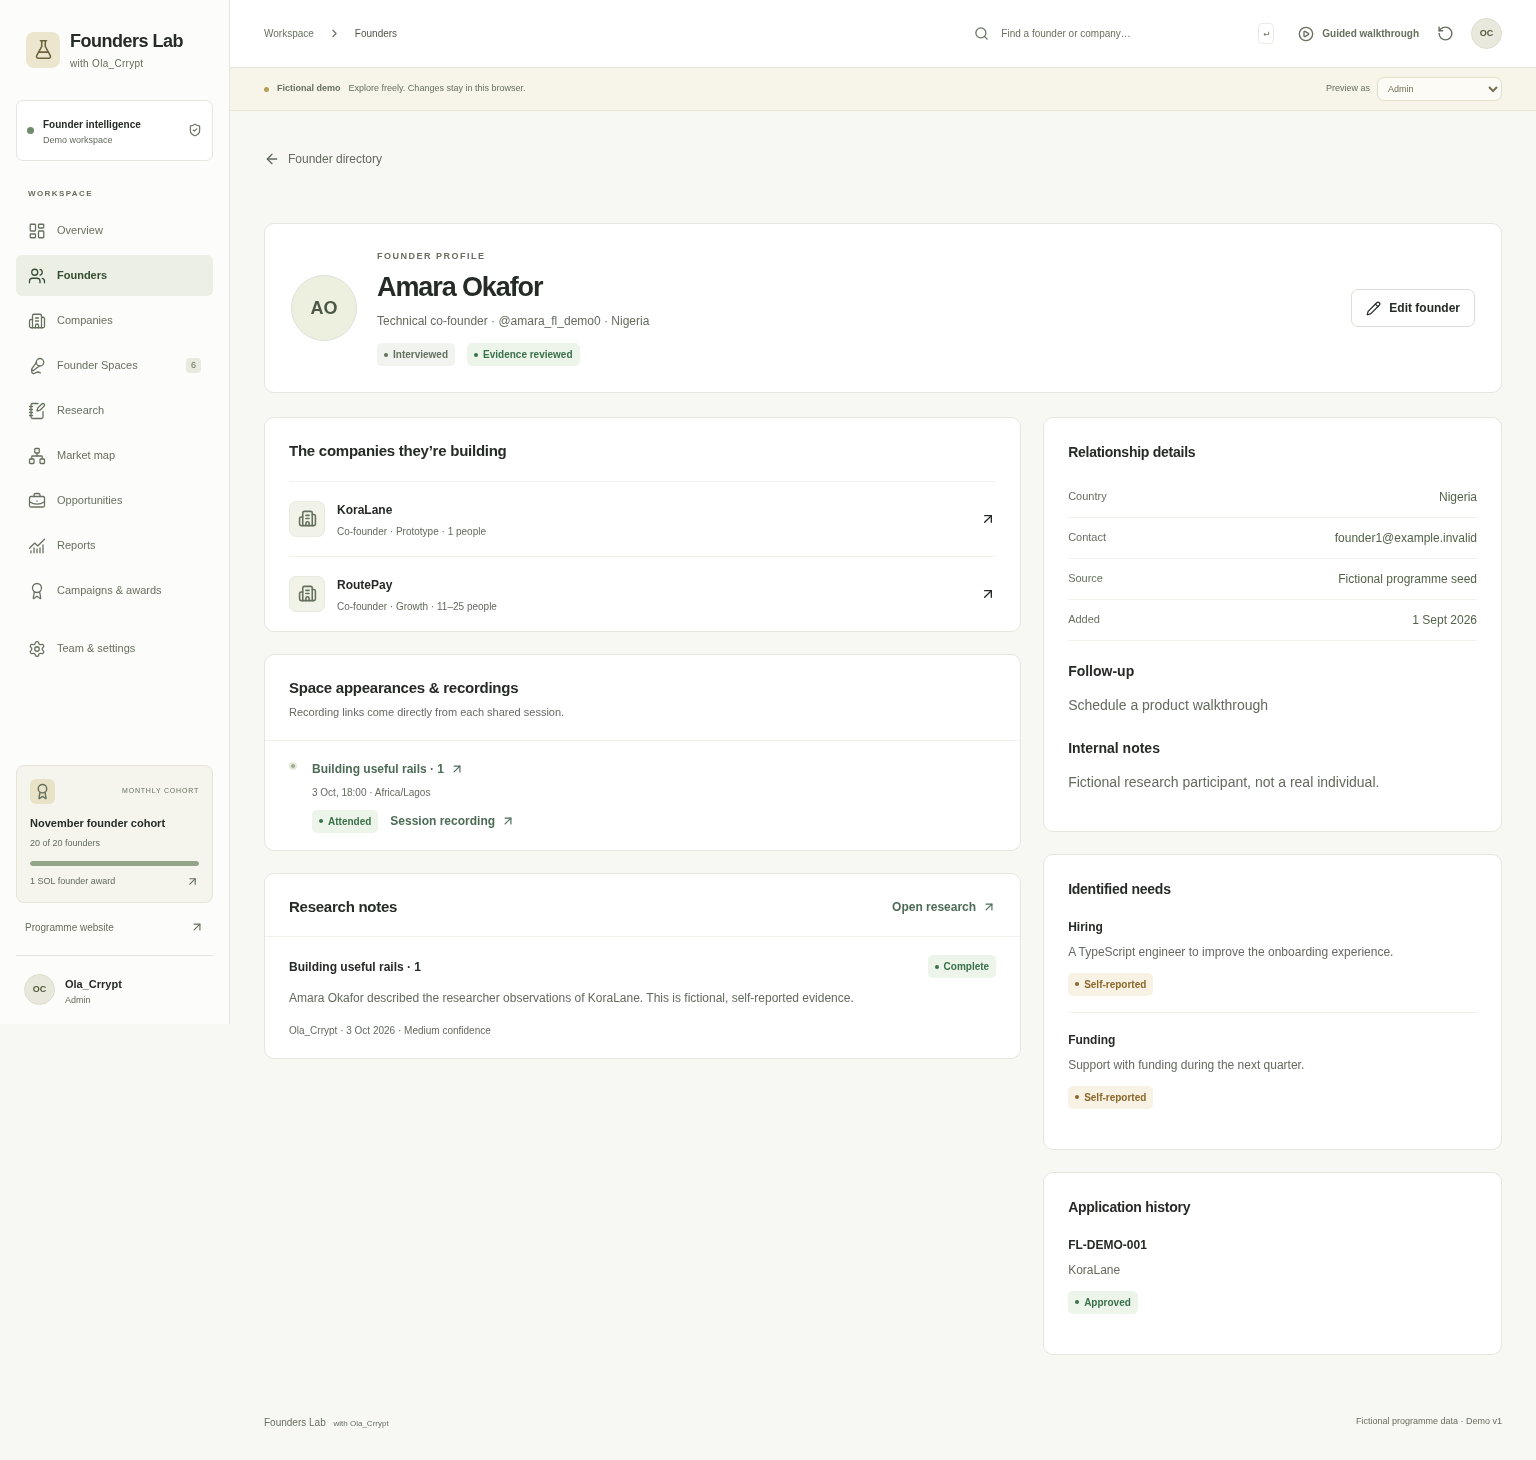 Founders Lab
with Ola_Crrypt
Founder intelligence
Demo workspace
WORKSPACE
Overview
Founders
Companies
Founder Spaces 6
Research
Market map
Opportunities
Reports
Campaigns & awards
Team & settings
MONTHLY COHORT
November founder cohort
20 of 20 founders
1 SOL founder award
Programme website
OC
Ola_Crrypt
Admin
Workspace Founders
Find a founder or company…
Guided walkthrough
OC
Fictional demo Explore freely. Changes stay in this browser.
Preview as Admin
Founder directory
AO
FOUNDER PROFILE
Amara Okafor
Technical co-founder · @amara_fl_demo0 · Nigeria
Interviewed Evidence reviewed
Edit founder
The companies they’re building
KoraLane
Co-founder · Prototype · 1 people
RoutePay
Co-founder · Growth · 11–25 people
Space appearances & recordings
Recording links come directly from each shared session.
Building useful rails · 1
3 Oct, 18:00 · Africa/Lagos
Attended Session recording
Research notes Open research
Building useful rails · 1 Complete
Amara Okafor described the researcher observations of KoraLane. This is fictional, self-reported evidence.
Ola_Crrypt · 3 Oct 2026 · Medium confidence
Relationship details
Country Nigeria
Contact founder1@example.invalid
Source Fictional programme seed
Added 1 Sept 2026
Follow-up
Schedule a product walkthrough
Internal notes
Fictional research participant, not a real individual.
Identified needs
Hiring
A TypeScript engineer to improve the onboarding experience.
Self-reported
Funding
Support with funding during the next quarter.
Self-reported
Application history
FL-DEMO-001
KoraLane
Approved
Founders Lab with Ola_Crrypt
Fictional programme data · Demo v1